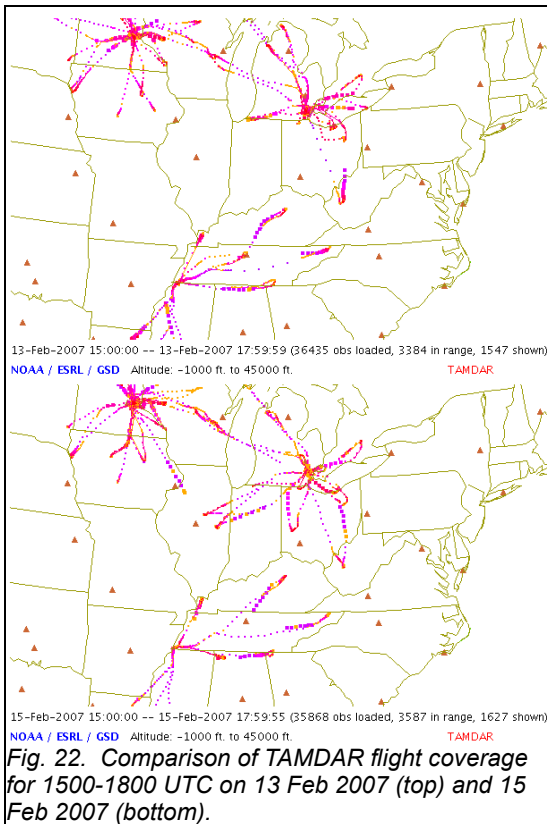 13-Feb-2007 15:00:00 -- 13-Feb-2007 17:59:59 (36435 obs loaded, 3384 in range, 1547 shown)
NOAA / ESRL / GSD Altitude: -1000 ft. to 45000 ft. TAMDAR
15-Feb-2007 15:00:00 -- 15-Feb-2007 17:59:55 (35868 obs loaded, 3587 in range, 1627 shown)
NOAA / ESRL / GSD Altitude: -1000 ft. to 45000 ft. TAMDAR
Fig. 22. Comparison of TAMDAR flight coverage
for 1500-1800 UTC on 13 Feb 2007 (top) and 15
Feb 2007 (bottom).